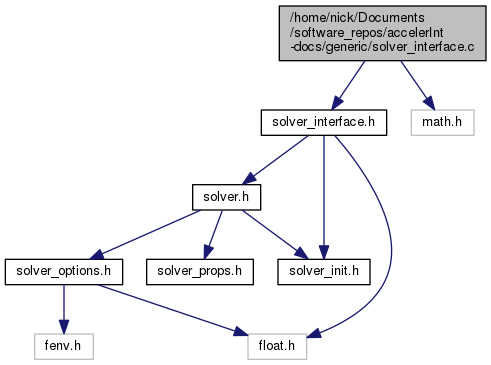 /home/nick/Documents
/software_repos/accelerInt
-docs/generic/solver_interface.c
solver_interface.h
math.h
solver.h
solver_options.h
solver_props.h
solver_init.h
fenv.h
float.h